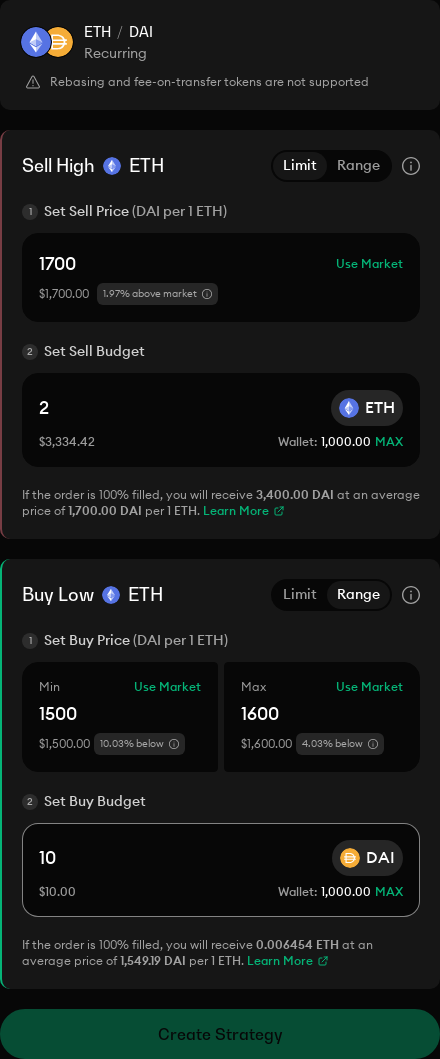 ETH / DAI
Recurring
Rebasing and fee-on-transfer tokens are not supported
Sell High ETH Limit Range
1 Set Sell Price (DAI per 1 ETH)
1700 Use Market
$1,700.00 1.97% above market
2 Set Sell Budget
2 ETH
$3,334.42 Wallet: 1,000.00 MAX
If the order is 100% filled, you will receive 3,400.00 DAI at an average
price of 1,700.00 DAI per 1 ETH. Learn More
Buy Low ETH Limit Range
1 Set Buy Price (DAI per 1 ETH)
Min Use Market Max Use Market
1500 1600
$1,500.00 10.03% below $1,600.00 4.03% below
2 Set Buy Budget
10 DAI
$10.00 Wallet: 1,000.00 MAX
If the order is 100% filled, you will receive 0.006454 ETH at an
average price of 1,549.19 DAI per 1 ETH. Learn More
Create Strategy